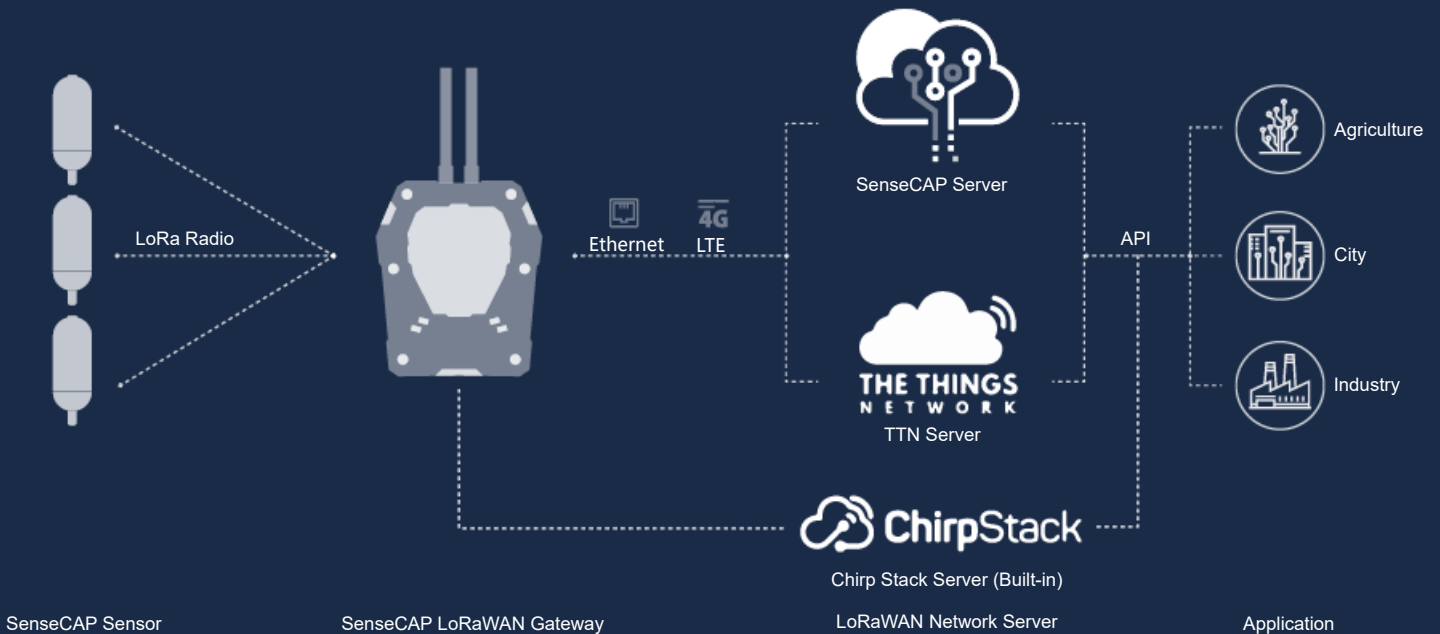 SenseCAP Server
Agriculture
LoRa Radio
4G
Ethernet
LTE
API
City
THE THINGS
NETWORK
TTN Server
Industry
ChirpStack
Chirp Stack Server (Built-in)
SenseCAP Sensor
SenseCAP LoRaWAN Gateway
LoRaWAN Network Server
Application